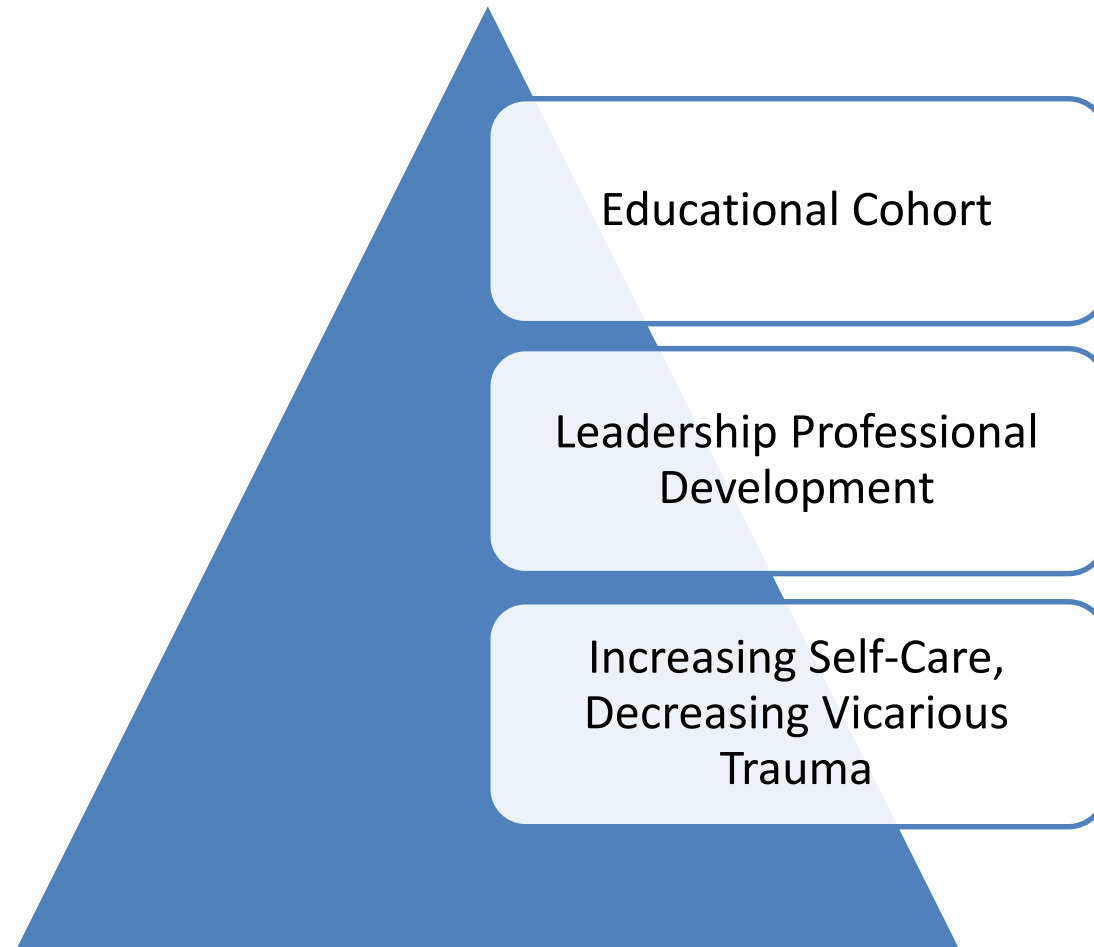 Educational Cohort
Leadership Professional
Development
Increasing Self-Care,
Decreasing Vicarious
Trauma